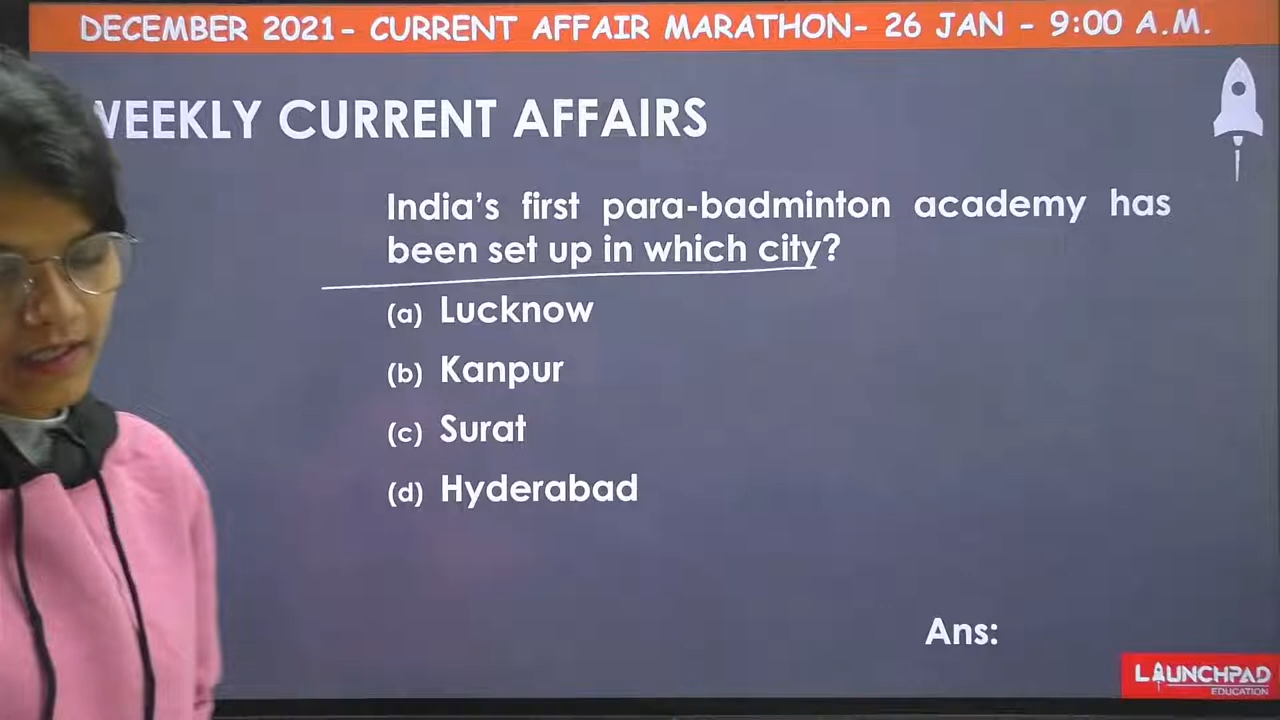 DECEMBER 2021- CURRENT AFFAIR MARATHON- 26 JAN - 9:00 A.M.
WEEKLY CURRENT AFFAIRS
India's first para-badminton academy has
been set up in which city?
(a) Lucknow
(b) Kanpur
(c) Surat
(d) Hyderabad
Ans:
LAUNCHPAD
EDUCATION